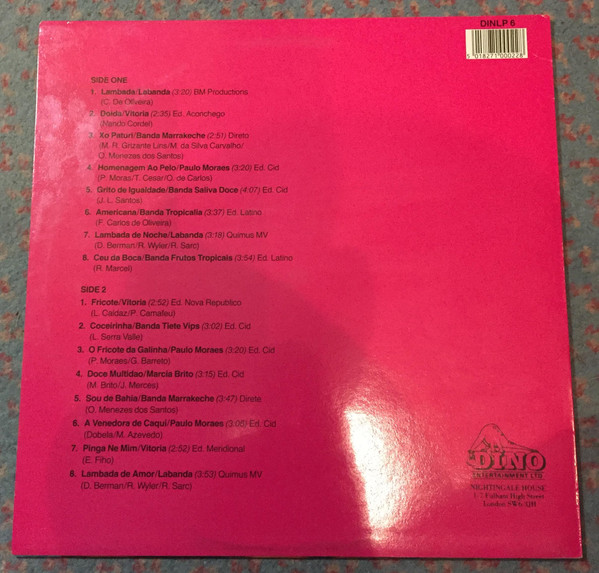 DINLP 6
5 018271 000228
SIDE ONE
1. Lambada/Labanda (3:20) BM Productions
(C. De Oliveira)
2. Doida/Vitoria (2:35) Ed. Aconchego
(Nando Cordel)
3. Xo Paturi/Banda Marrakeche (2:51) Direto
(M. R. Grizante Lins/M. da Silva Carvalho/
O. Menezas dos Santos)
4. Homenagem Ao Pelo/Paulo Moraes (3:20) Ed. Cid
(P. Moras/T. Cesar/O. de Carlos)
5. Grito de Igualdade/Banda Saliva Doce (4:07) Ed. Cid
(J. L. Santos)
6. Americana/Banda Tropicalia (3:37) Ed. Latino
(F. Carlos de Oliveira)
7. Lambada de Noche/Labanda (3:18) Quimus MV
(D. Berman/R. Wyler/R. Sarc)
8. Ceu da Boca/Banda Frutos Tropicais (3:54) Ed. Latino
(R. Marcel)
SIDE 2
1. Fricote/Vitoria (2:52) Ed. Nova Republico
(L. Caldaz/P. Camafeu)
2. Coceirinha/Banda Tiete Vips (3:02) Ed. Cid
(L. Serra Valle)
3. O Fricote da Galinha/Paulo Moraes (3:20) Ed. Cid
(P. Moraes/G. Barreto)
4. Doce Multidao/Marcia Brito (3:15) Ed. Cid
(M. Brito/J. Merces)
5. Sou de Bahia/Banda Marrakeche (3:47) Direte
(O. Menezes dos Santos)
6. A Venedora de Caqui/Paulo Moraes (3:05) Ed. Cid
(Dobela/M. Azevedo)
7. Pinga Ne Mim/Vitoria (2:52) Ed. Meridional
(E. Fiho)
8. Lambada de Amor/Labanda (3:53) Quimus MV
(D. Berman/R. Wyler/R. Sarc)
DINO
ENTERTAINMENT LTD
NIGHTINGALE HOUSE
Fulham High Street
London SW6 3JH